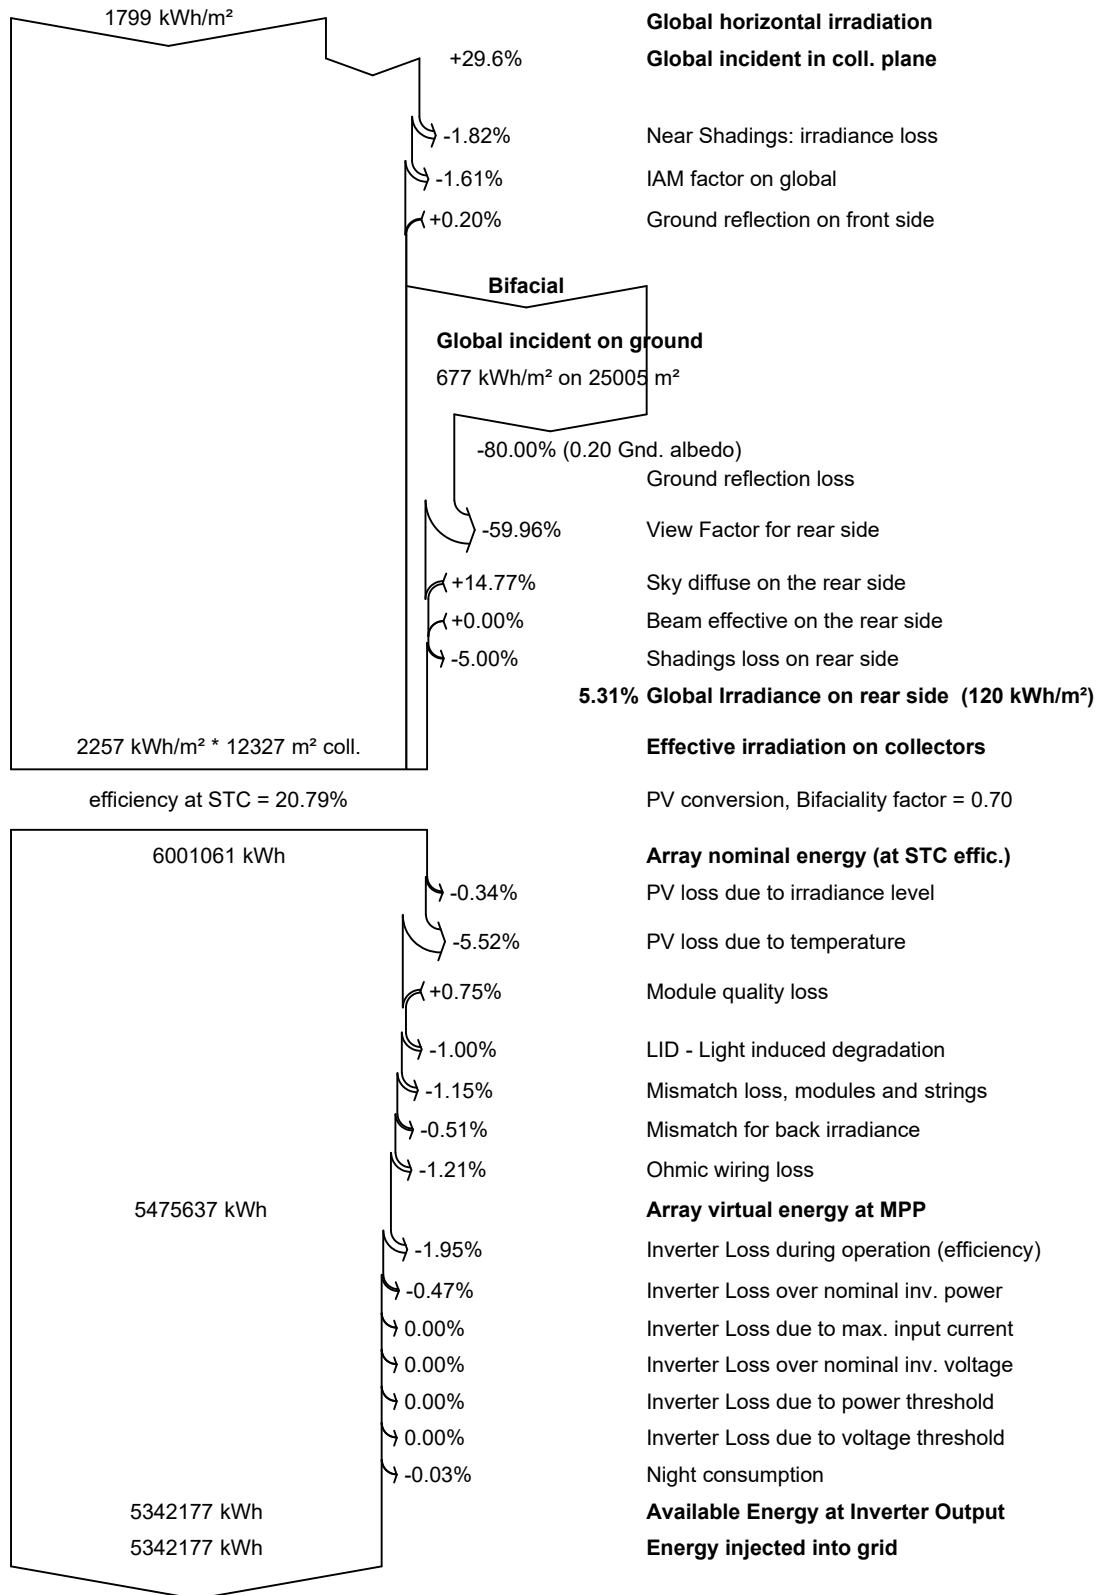 1799 kWh/m² Global horizontal irradiation
+29.6% Global incident in coll. plane
-1.82% Near Shadings: irradiance loss
-1.61% IAM factor on global
+0.20% Ground reflection on front side
Bifacial
Global incident on ground
677 kWh/m² on 25005 m²
-80.00% (0.20 Gnd. albedo)
Ground reflection loss
-59.96% View Factor for rear side
+14.77% Sky diffuse on the rear side
+0.00% Beam effective on the rear side
-5.00% Shadings loss on rear side
5.31% Global Irradiance on rear side (120 kWh/m²)
2257 kWh/m² * 12327 m² coll. Effective irradiation on collectors
efficiency at STC = 20.79% PV conversion, Bifaciality factor = 0.70
6001061 kWh Array nominal energy (at STC effic.)
-0.34% PV loss due to irradiance level
-5.52% PV loss due to temperature
+0.75% Module quality loss
-1.00% LID - Light induced degradation
-1.15% Mismatch loss, modules and strings
-0.51% Mismatch for back irradiance
-1.21% Ohmic wiring loss
5475637 kWh Array virtual energy at MPP
-1.95% Inverter Loss during operation (efficiency)
-0.47% Inverter Loss over nominal inv. power
0.00% Inverter Loss due to max. input current
0.00% Inverter Loss over nominal inv. voltage
0.00% Inverter Loss due to power threshold
0.00% Inverter Loss due to voltage threshold
-0.03% Night consumption
5342177 kWh Available Energy at Inverter Output
5342177 kWh Energy injected into grid